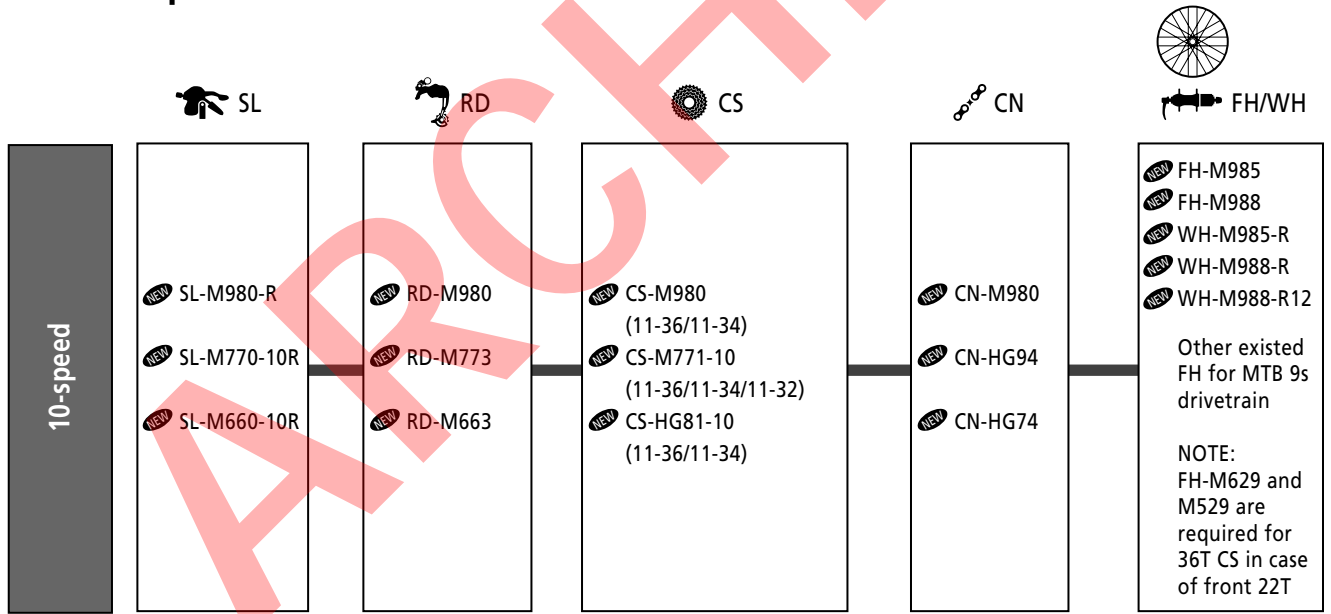 SL
RD
CS
CN
FH/WH
10-speed
NEW SL-M980-R
NEW SL-M770-10R
NEW SL-M660-10R
NEW RD-M980
NEW RD-M773
NEW RD-M663
NEW CS-M980
(11-36/11-34)
NEW CS-M771-10
(11-36/11-34/11-32)
NEW CS-HG81-10
(11-36/11-34)
NEW CN-M980
NEW CN-HG94
NEW CN-HG74
NEW FH-M985
NEW FH-M988
NEW WH-M985-R
NEW WH-M988-R
NEW WH-M988-R12
Other existed
FH for MTB 9s
drivetrain
NOTE:
FH-M629 and
M529 are
required for
36T CS in case
of front 22T
ARCH